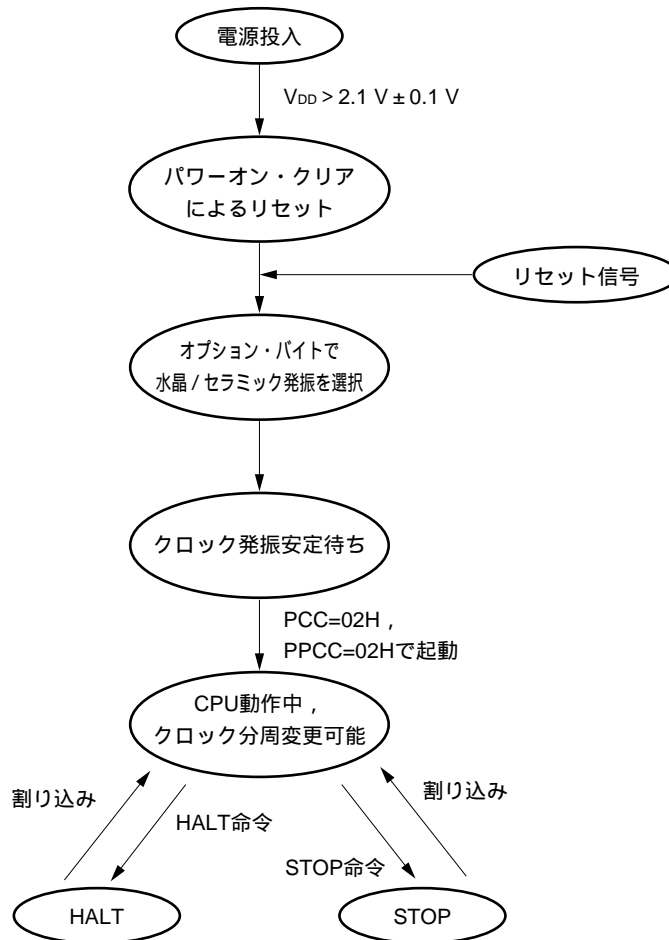 電源投入
VDD > 2.1 V ± 0.1 V
パワーオン・クリア
によるリセット
リセット信号
オプション・バイトで
水晶 / セラミック発振を選択
クロック発振安定待ち
PCC=02H ,
PPCC=02Hで起動
CPU動作中 ,
クロック分周変更可能
割り込み
割り込み
HALT命令
STOP命令
HALT
STOP